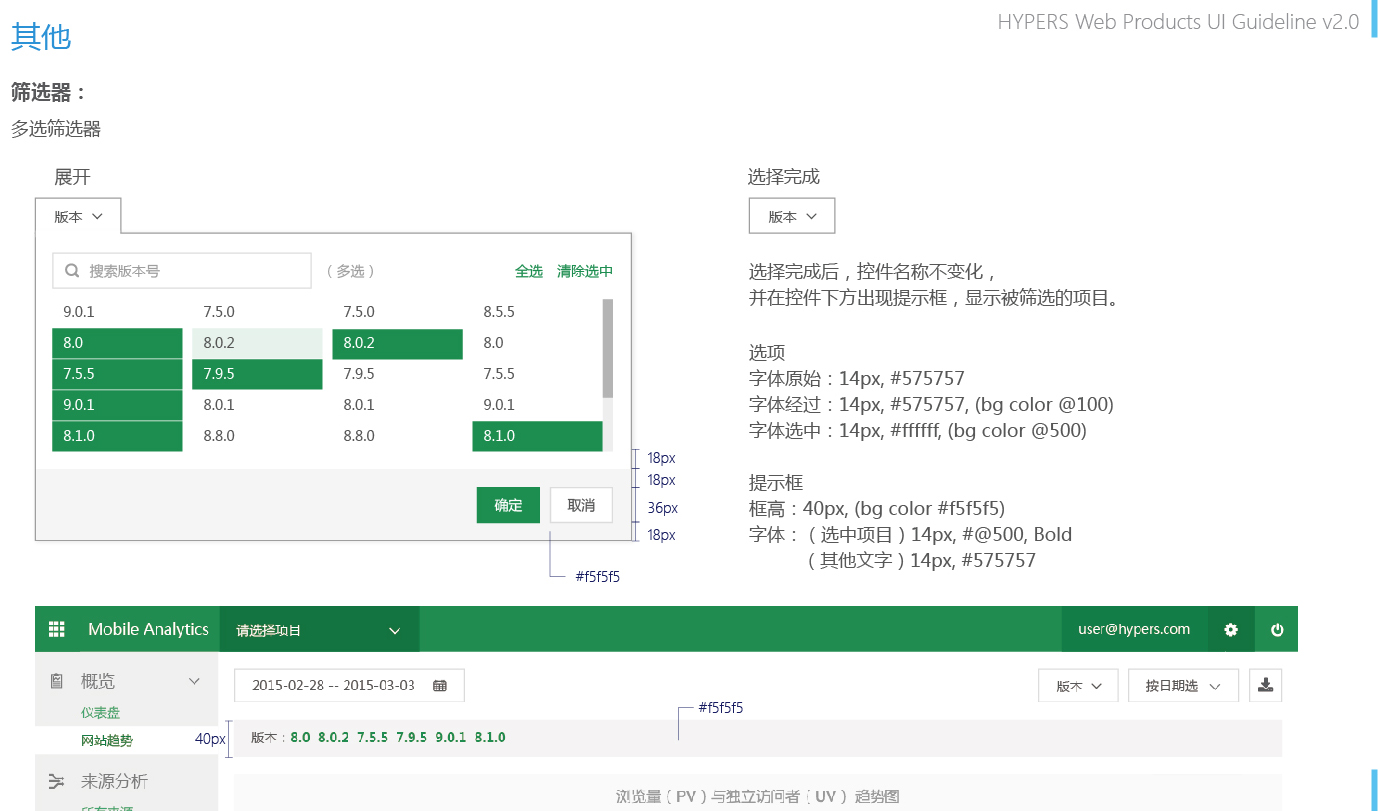 其他
HYPERS Web Products UI Guideline v2.0
筛选器：
多选筛选器
展开
版本
搜索版本号
（多选）
全选 清除选中
9.0.1 7.5.0 7.5.0 8.5.5
8.0 8.0.2 8.0.2 8.0
7.5.5 7.9.5 7.9.5 7.5.5
9.0.1 8.0.1 8.0.1 9.0.1
8.1.0 8.8.0 8.8.0 8.1.0
18px
18px
36px
18px
确定 取消
#f5f5f5
选择完成
版本
选择完成后，控件名称不变化，
并在控件下方出现提示框，显示被筛选的项目。
选项
字体原始：14px, #575757
字体经过：14px, #575757, (bg color @100)
字体选中：14px, #ffffff, (bg color @500)
提示框
框高：40px, (bg color #f5f5f5)
字体：（选中项目）14px, #@500, Bold
（其他文字）14px, #575757
Mobile Analytics 请选择项目 user@hypers.com
概览
仪表盘
网站趋势
来源分析
所有来源
2015-02-28 -- 2015-03-03
版本 按日期选
#f5f5f5
40px
版本：8.0 8.0.2 7.5.5 7.9.5 9.0.1 8.1.0
浏览量（PV）与独立访问者（UV）趋势图